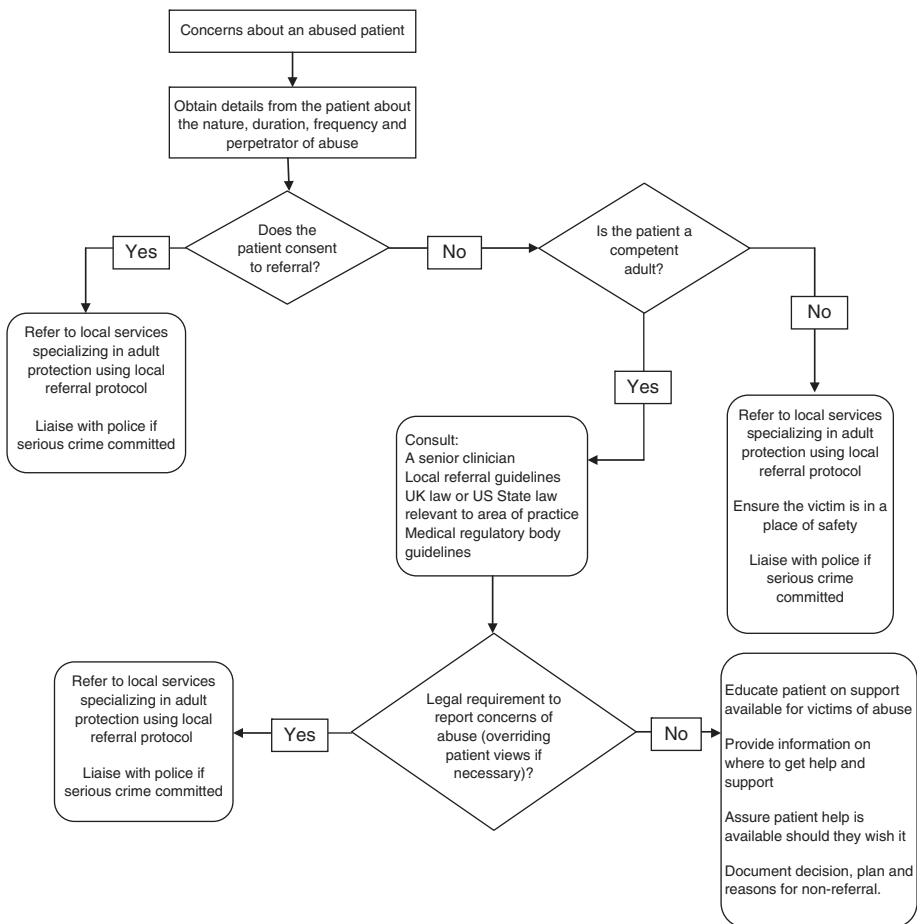 Concerns about an abused patient
Obtain details from the patient about
the nature, duration, frequency and
perpetrator of abuse
Does the
patient consent
to referral?
Yes
No
Is the patient a
competent
adult?
No
Yes
Refer to local services
specializing in adult
protection using local
referral protocol
Liaise with police if
serious crime committed
Consult:
A senior clinician
Local referral guidelines
UK law or US State law
relevant to area of practice
Medical regulatory body
guidelines
Refer to local services
specializing in adult
protection using local
referral protocol
Ensure the victim is in a
place of safety
Liaise with police if
serious crime
committed
Legal requirement to
report concerns of
abuse (overriding
patient views if
necessary)?
Yes
No
Refer to local services
specializing in adult
protection using local
referral protocol
Liaise with police if
serious crime committed
Educate patient on support
available for victims of abuse
Provide information on
where to get help and
support
Assure patient help is
available should they wish it
Document decision, plan and
reasons for non-referral.